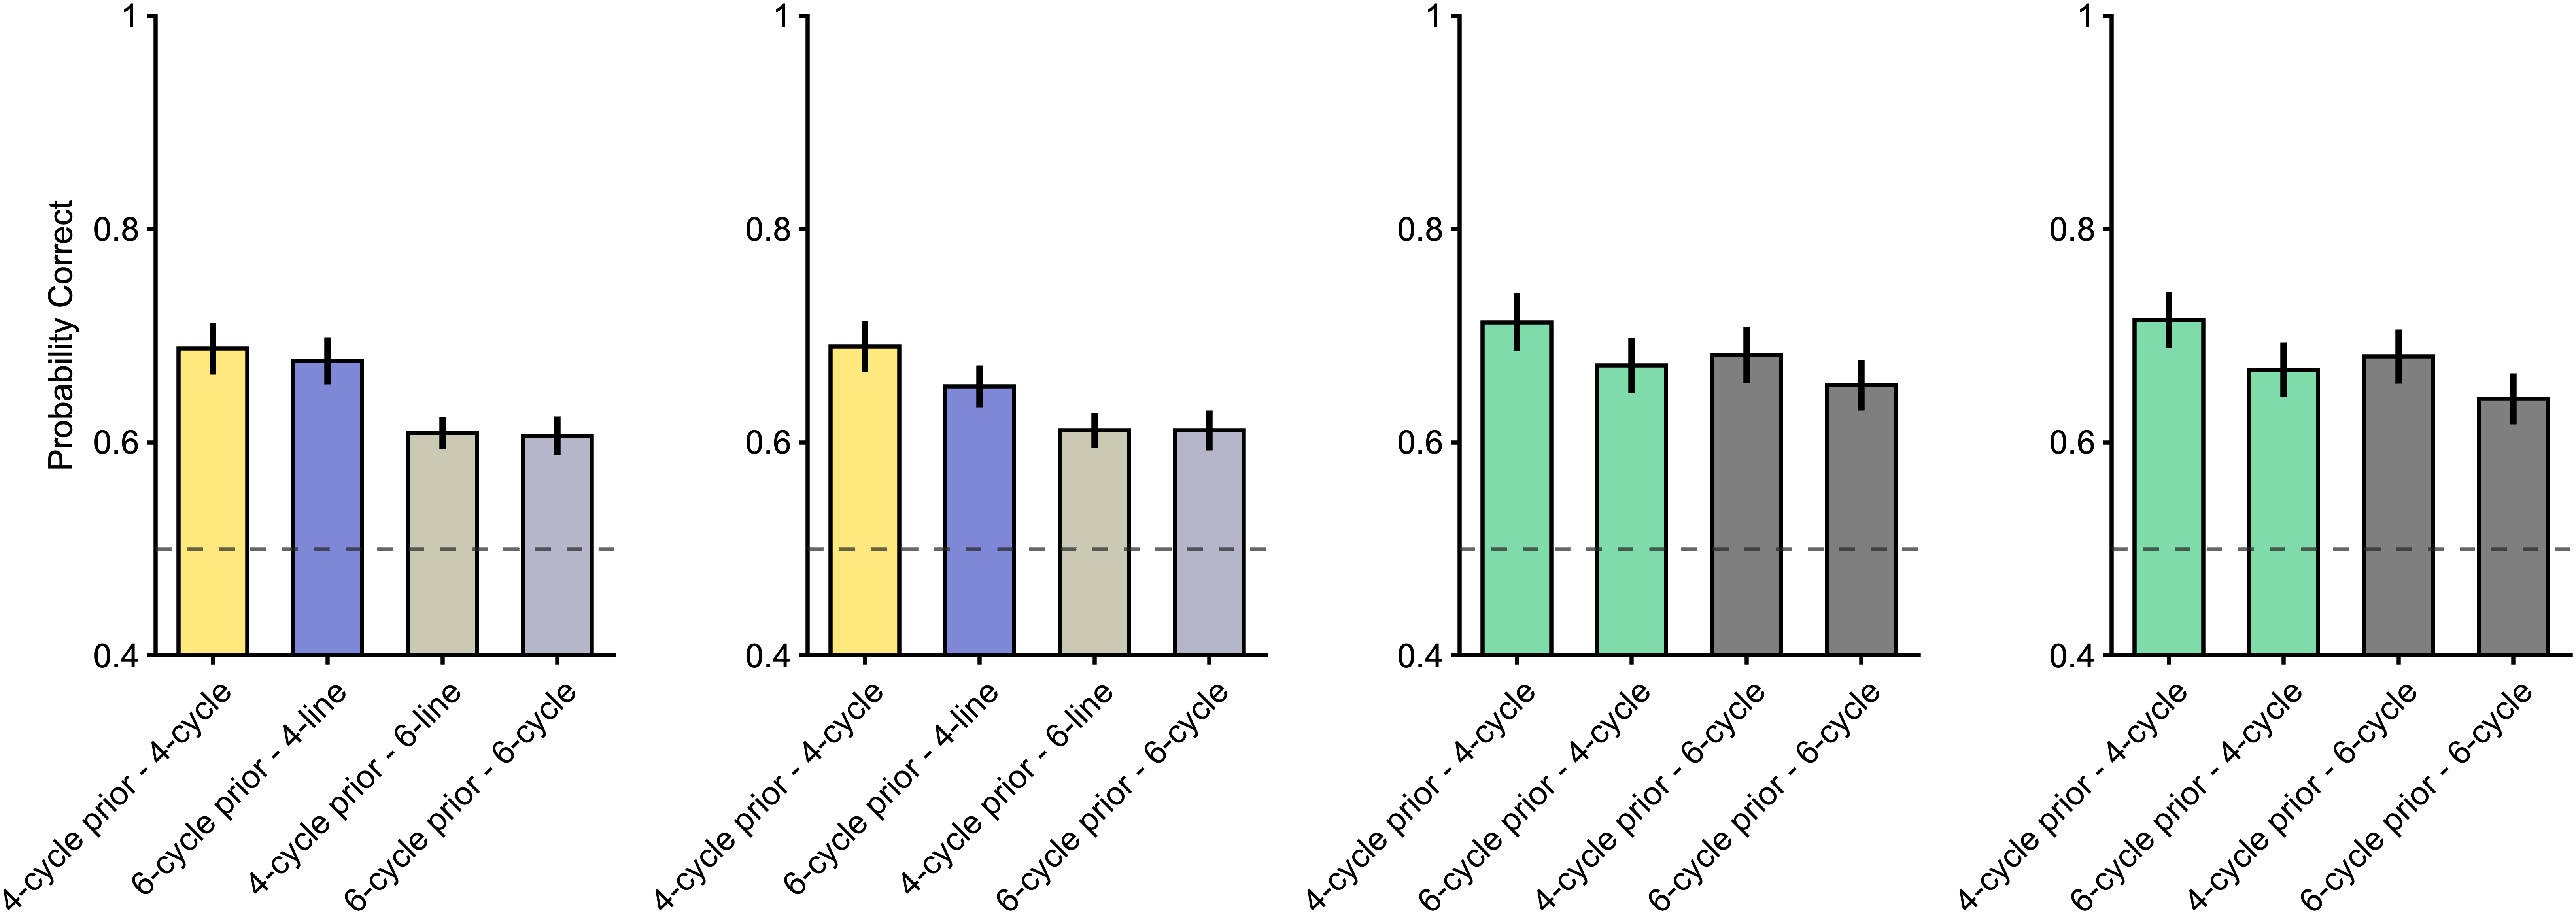 Probability Correct
1
0.8
0.6
0.4
4-cycle prior - 4-cycle
6-cycle prior - 4-line
4-cycle prior - 6-line
6-cycle prior - 6-cycle
1
0.8
0.6
0.4
4-cycle prior - 4-cycle
6-cycle prior - 4-line
4-cycle prior - 6-line
6-cycle prior - 6-cycle
1
0.8
0.6
0.4
4-cycle prior - 4-cycle
6-cycle prior - 4-cycle
4-cycle prior - 6-cycle
6-cycle prior - 6-cycle
1
0.8
0.6
0.4
4-cycle prior - 4-cycle
6-cycle prior - 4-cycle
4-cycle prior - 6-cycle
6-cycle prior - 6-cycle